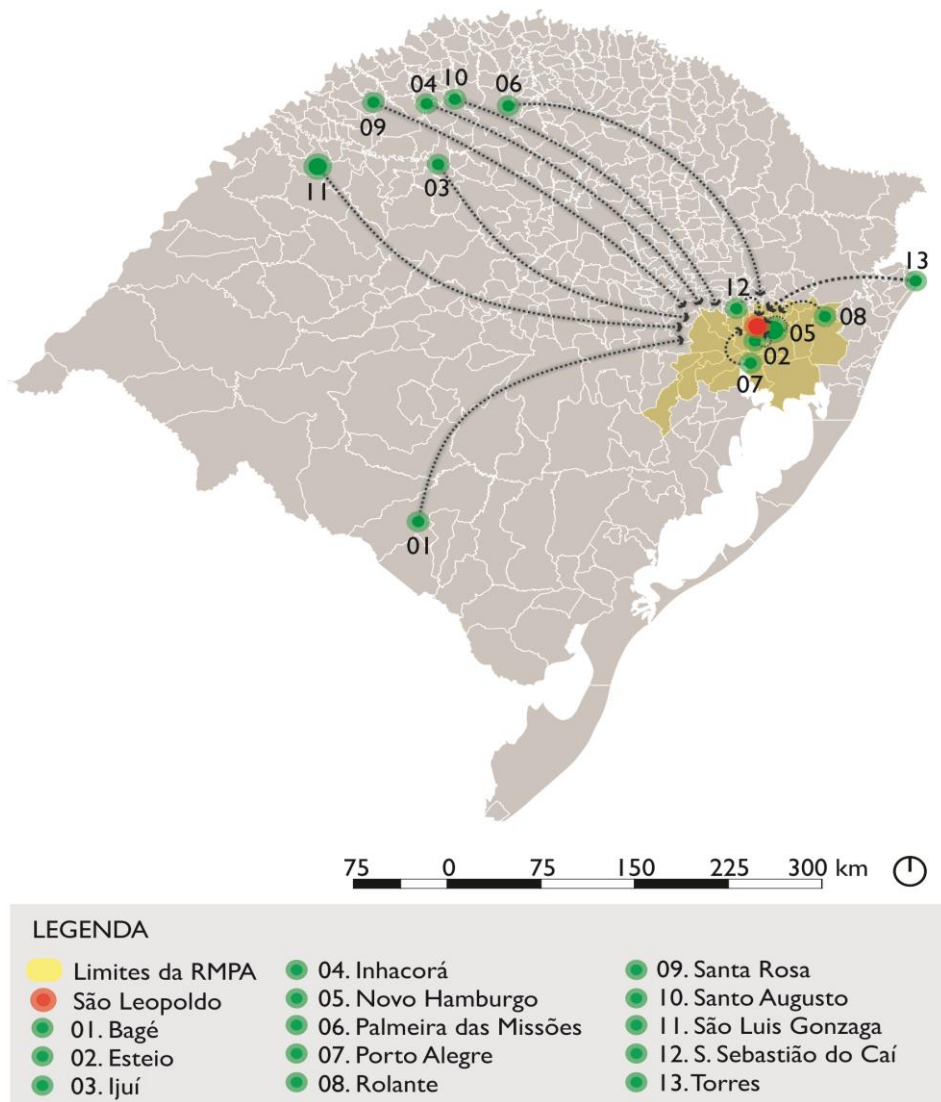 04 10 06
09
11
03
13
12
08
05
02
07
01
75 0 75 150 225 300 km
LEGENDA
Limites da RMPA
São Leopoldo
01. Bagé
02. Esteio
03. Ijuí
04. Inhacorá
05. Novo Hamburgo
06. Palmeira das Missões
07. Porto Alegre
08. Rolante
09. Santa Rosa
10. Santo Augusto
11. São Luis Gonzaga
12. S. Sebastião do Caí
13. Torres